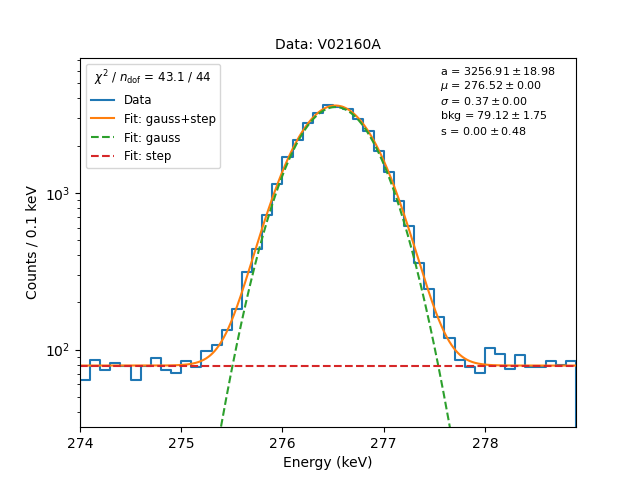 Data: V02160A
χ² / n_dof = 43.1 / 44
Data
Fit: gauss+step
Fit: gauss
Fit: step
a = 3256.91 ± 18.98
μ = 276.52 ± 0.00
σ = 0.37 ± 0.00
bkg = 79.12 ± 1.75
s = 0.00 ± 0.48
Counts / 0.1 keV
10³
10²
274 275 276 277 278
Energy (keV)